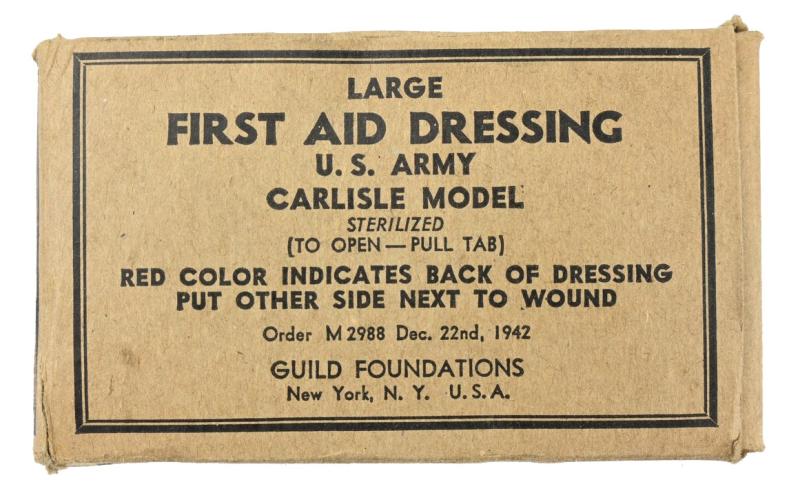 LARGE
FIRST AID DRESSING
U. S. ARMY
CARLISLE MODEL
STERILIZED
(TO OPEN — PULL TAB)
RED COLOR INDICATES BACK OF DRESSING
PUT OTHER SIDE NEXT TO WOUND
Order M 2988 Dec. 22nd, 1942
GUILD FOUNDATIONS
New York, N. Y. U. S. A.